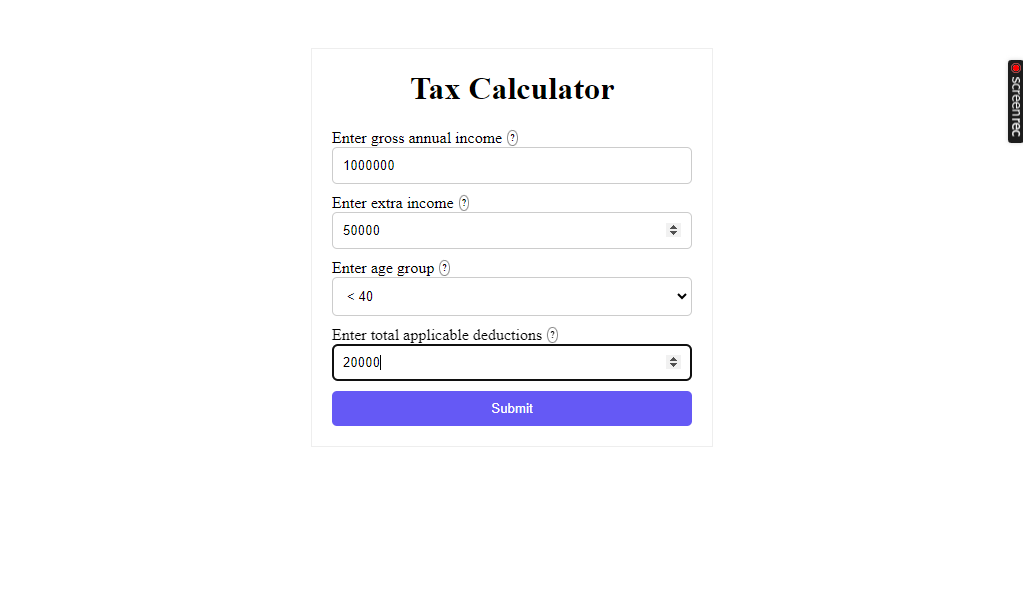 Tax Calculator
Enter gross annual income ?
1000000
Enter extra income ?
50000
Enter age group ?
< 40
Enter total applicable deductions ?
20000
Submit
screenrec